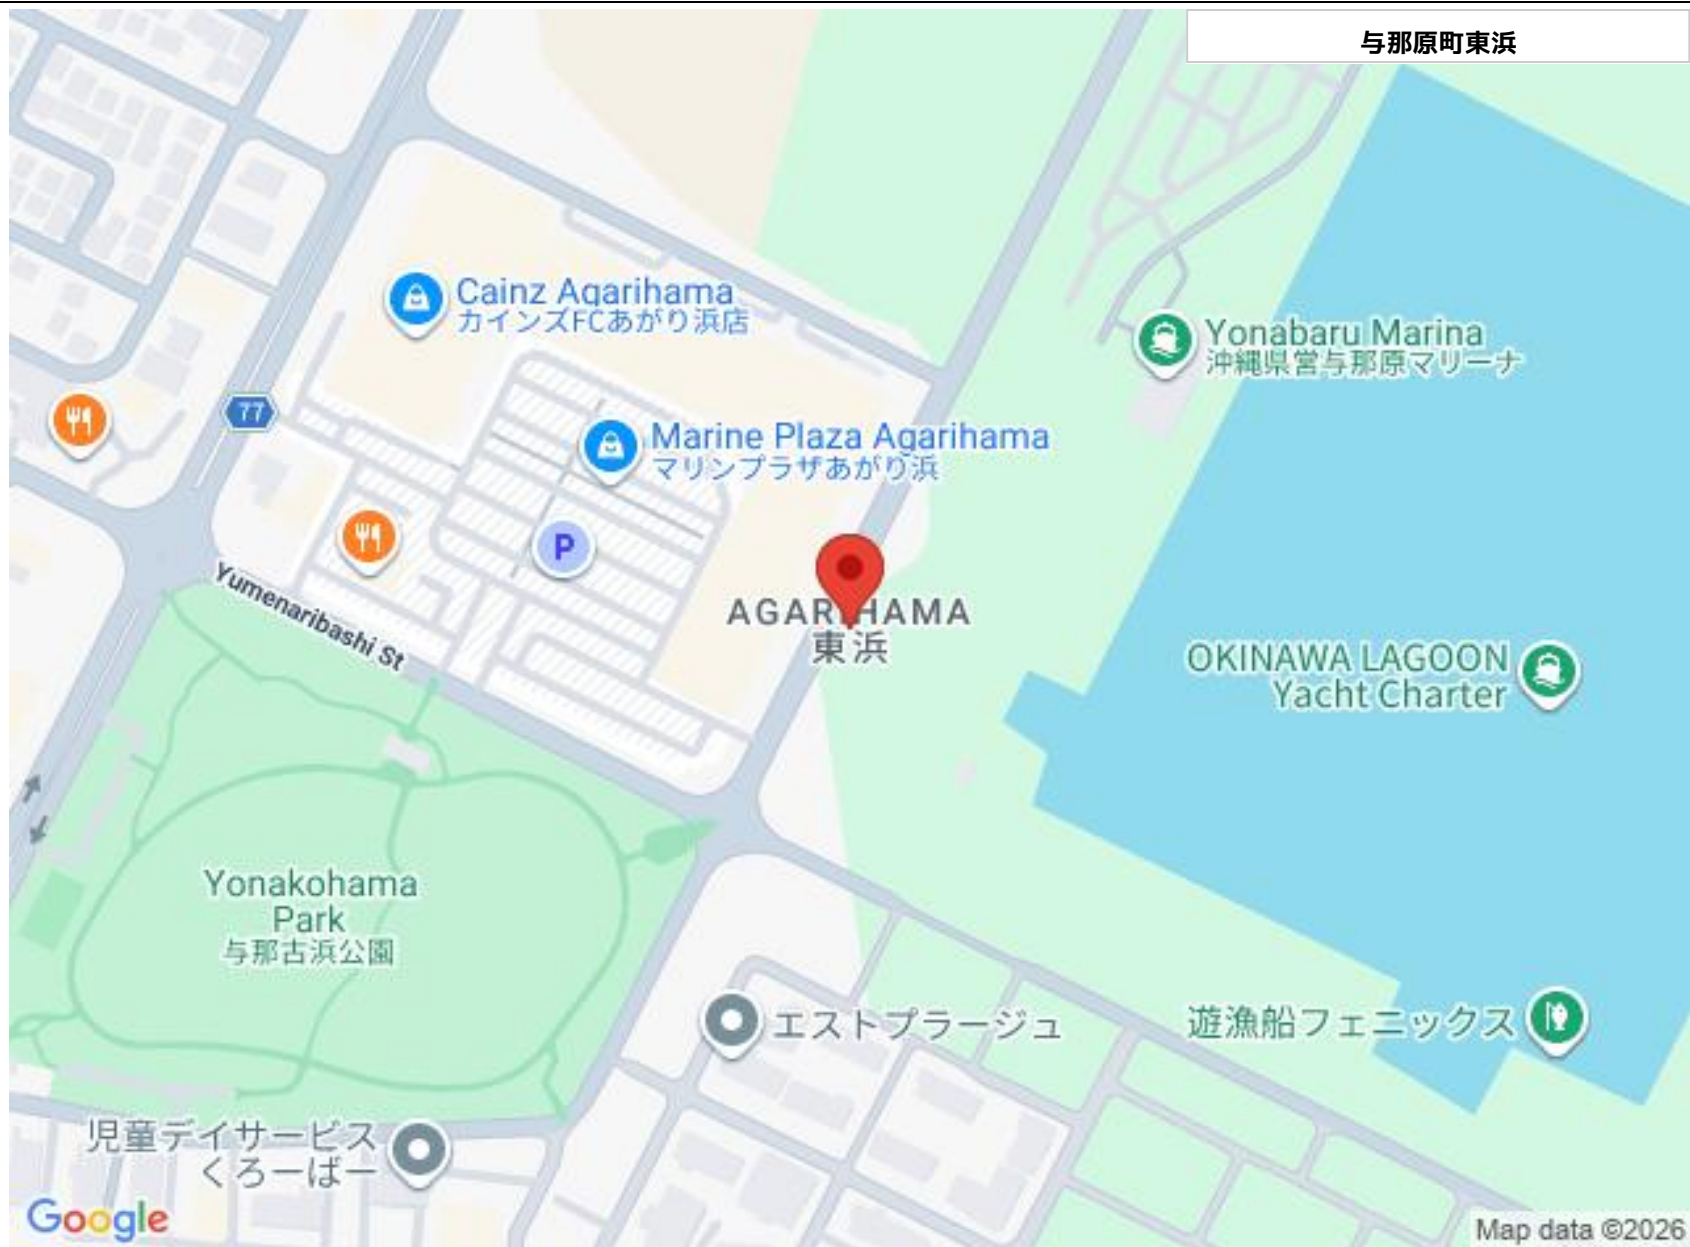 与那原町東浜
Cainz Agarihama
カインズFCあがり浜店
Yonabaru Marina
沖縄県営与那原マリーナ
77
Marine Plaza Agarihama
マリンプラザあがり浜
P
Yumenaribashi St
AGARIHAMA
東浜
OKINAWA LAGOON
Yacht Charter
Yonakohama
Park
与那古浜公園
エストプラージュ
遊漁船フェニックス
児童デイサービス
くろーばー
Google
Map data ©2026